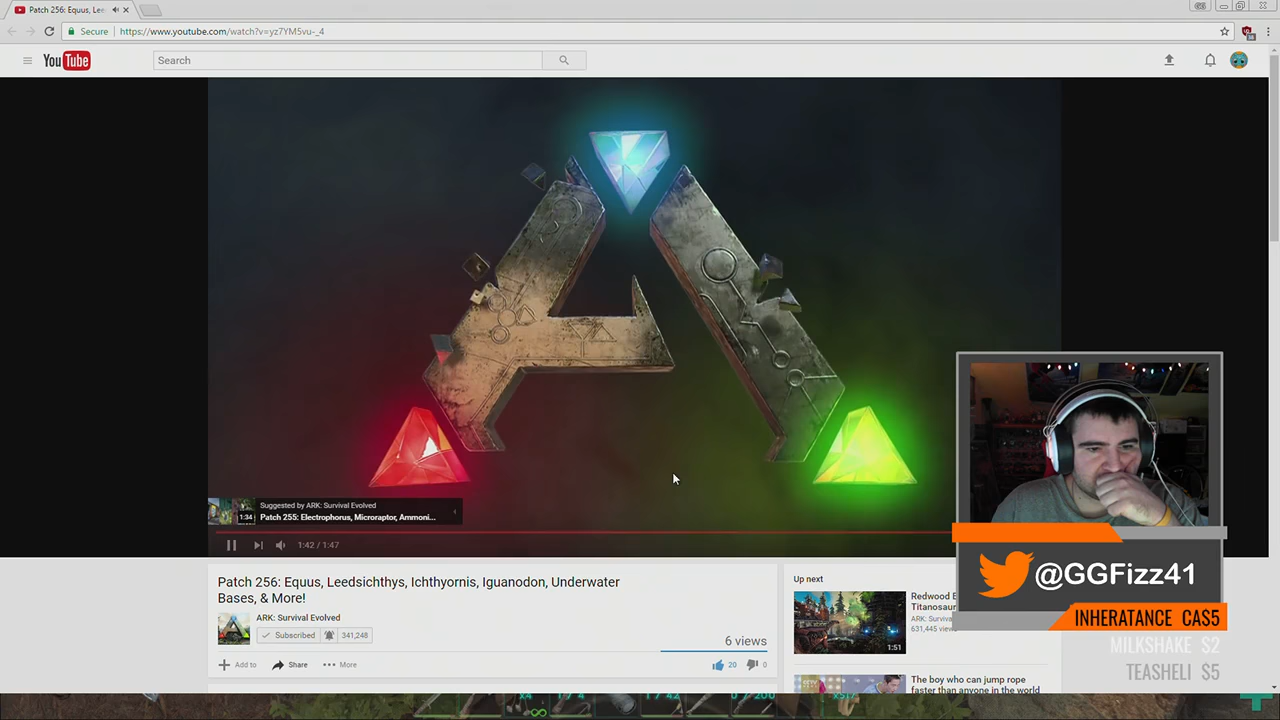 Patch 256: Equus, Lee
Secure
https://www.youtube.com/watch?v=yz7YM5vu-_4
YouTube
Search
Suggested by ARK: Survival Evolved
1:34
Patch 255: Electrophorus, Microraptor, Ammoni...
1:42 / 1:47
Patch 256: Equus, Leedsichthys, Ichthyornis, Iguanodon, Underwater
Bases, & More!
ARK: Survival Evolved
Subscribed
341,248
6 views
Add to
Share
More
20
0
Up next
Redwood
Titanosaur
ARK: Surviva
631,445 views
1:51
The boy who can jump rope
faster than anyone in the world
@GGFizz41
INHERATANCE CAS5
MILKSHAKE $2
TEASHELI $5